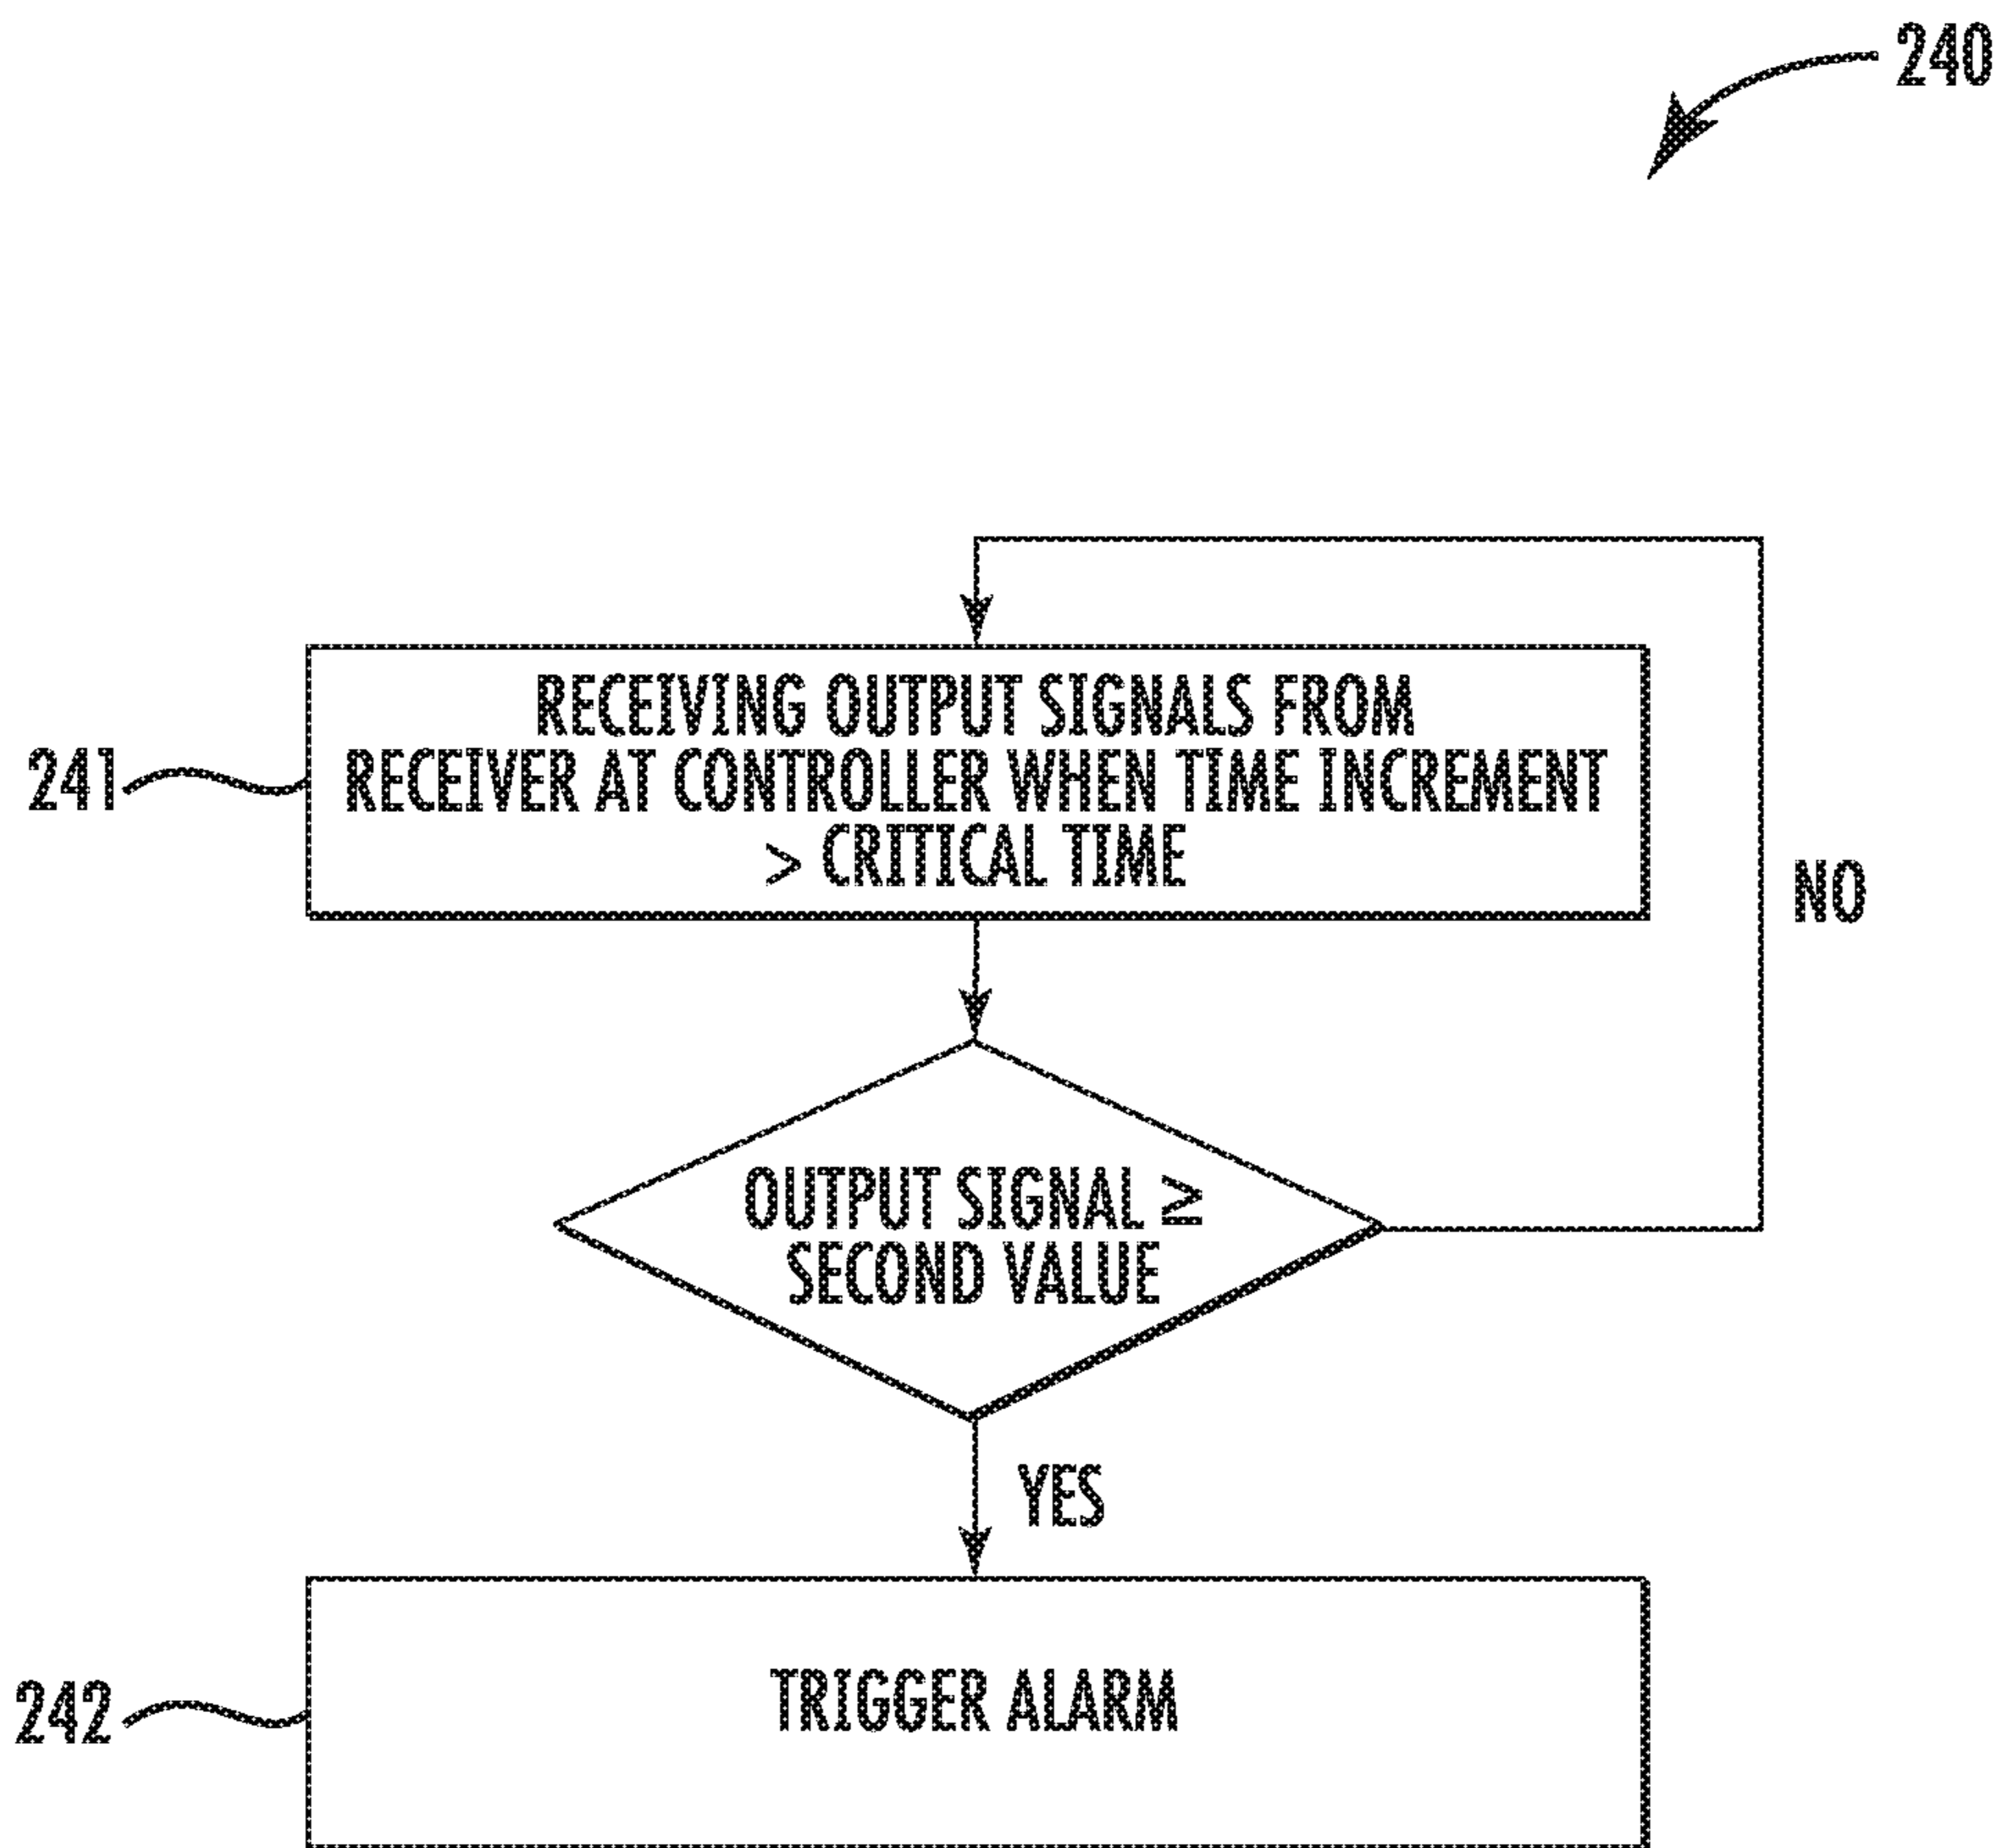 240
RECEIVING OUTPUT SIGNALS FROM
RECEIVER AT CONTROLLER WHEN TIME INCREMENT
> CRITICAL TIME
241
NO
OUTPUT SIGNAL ≥
SECOND VALUE
YES
TRIGGER ALARM
242